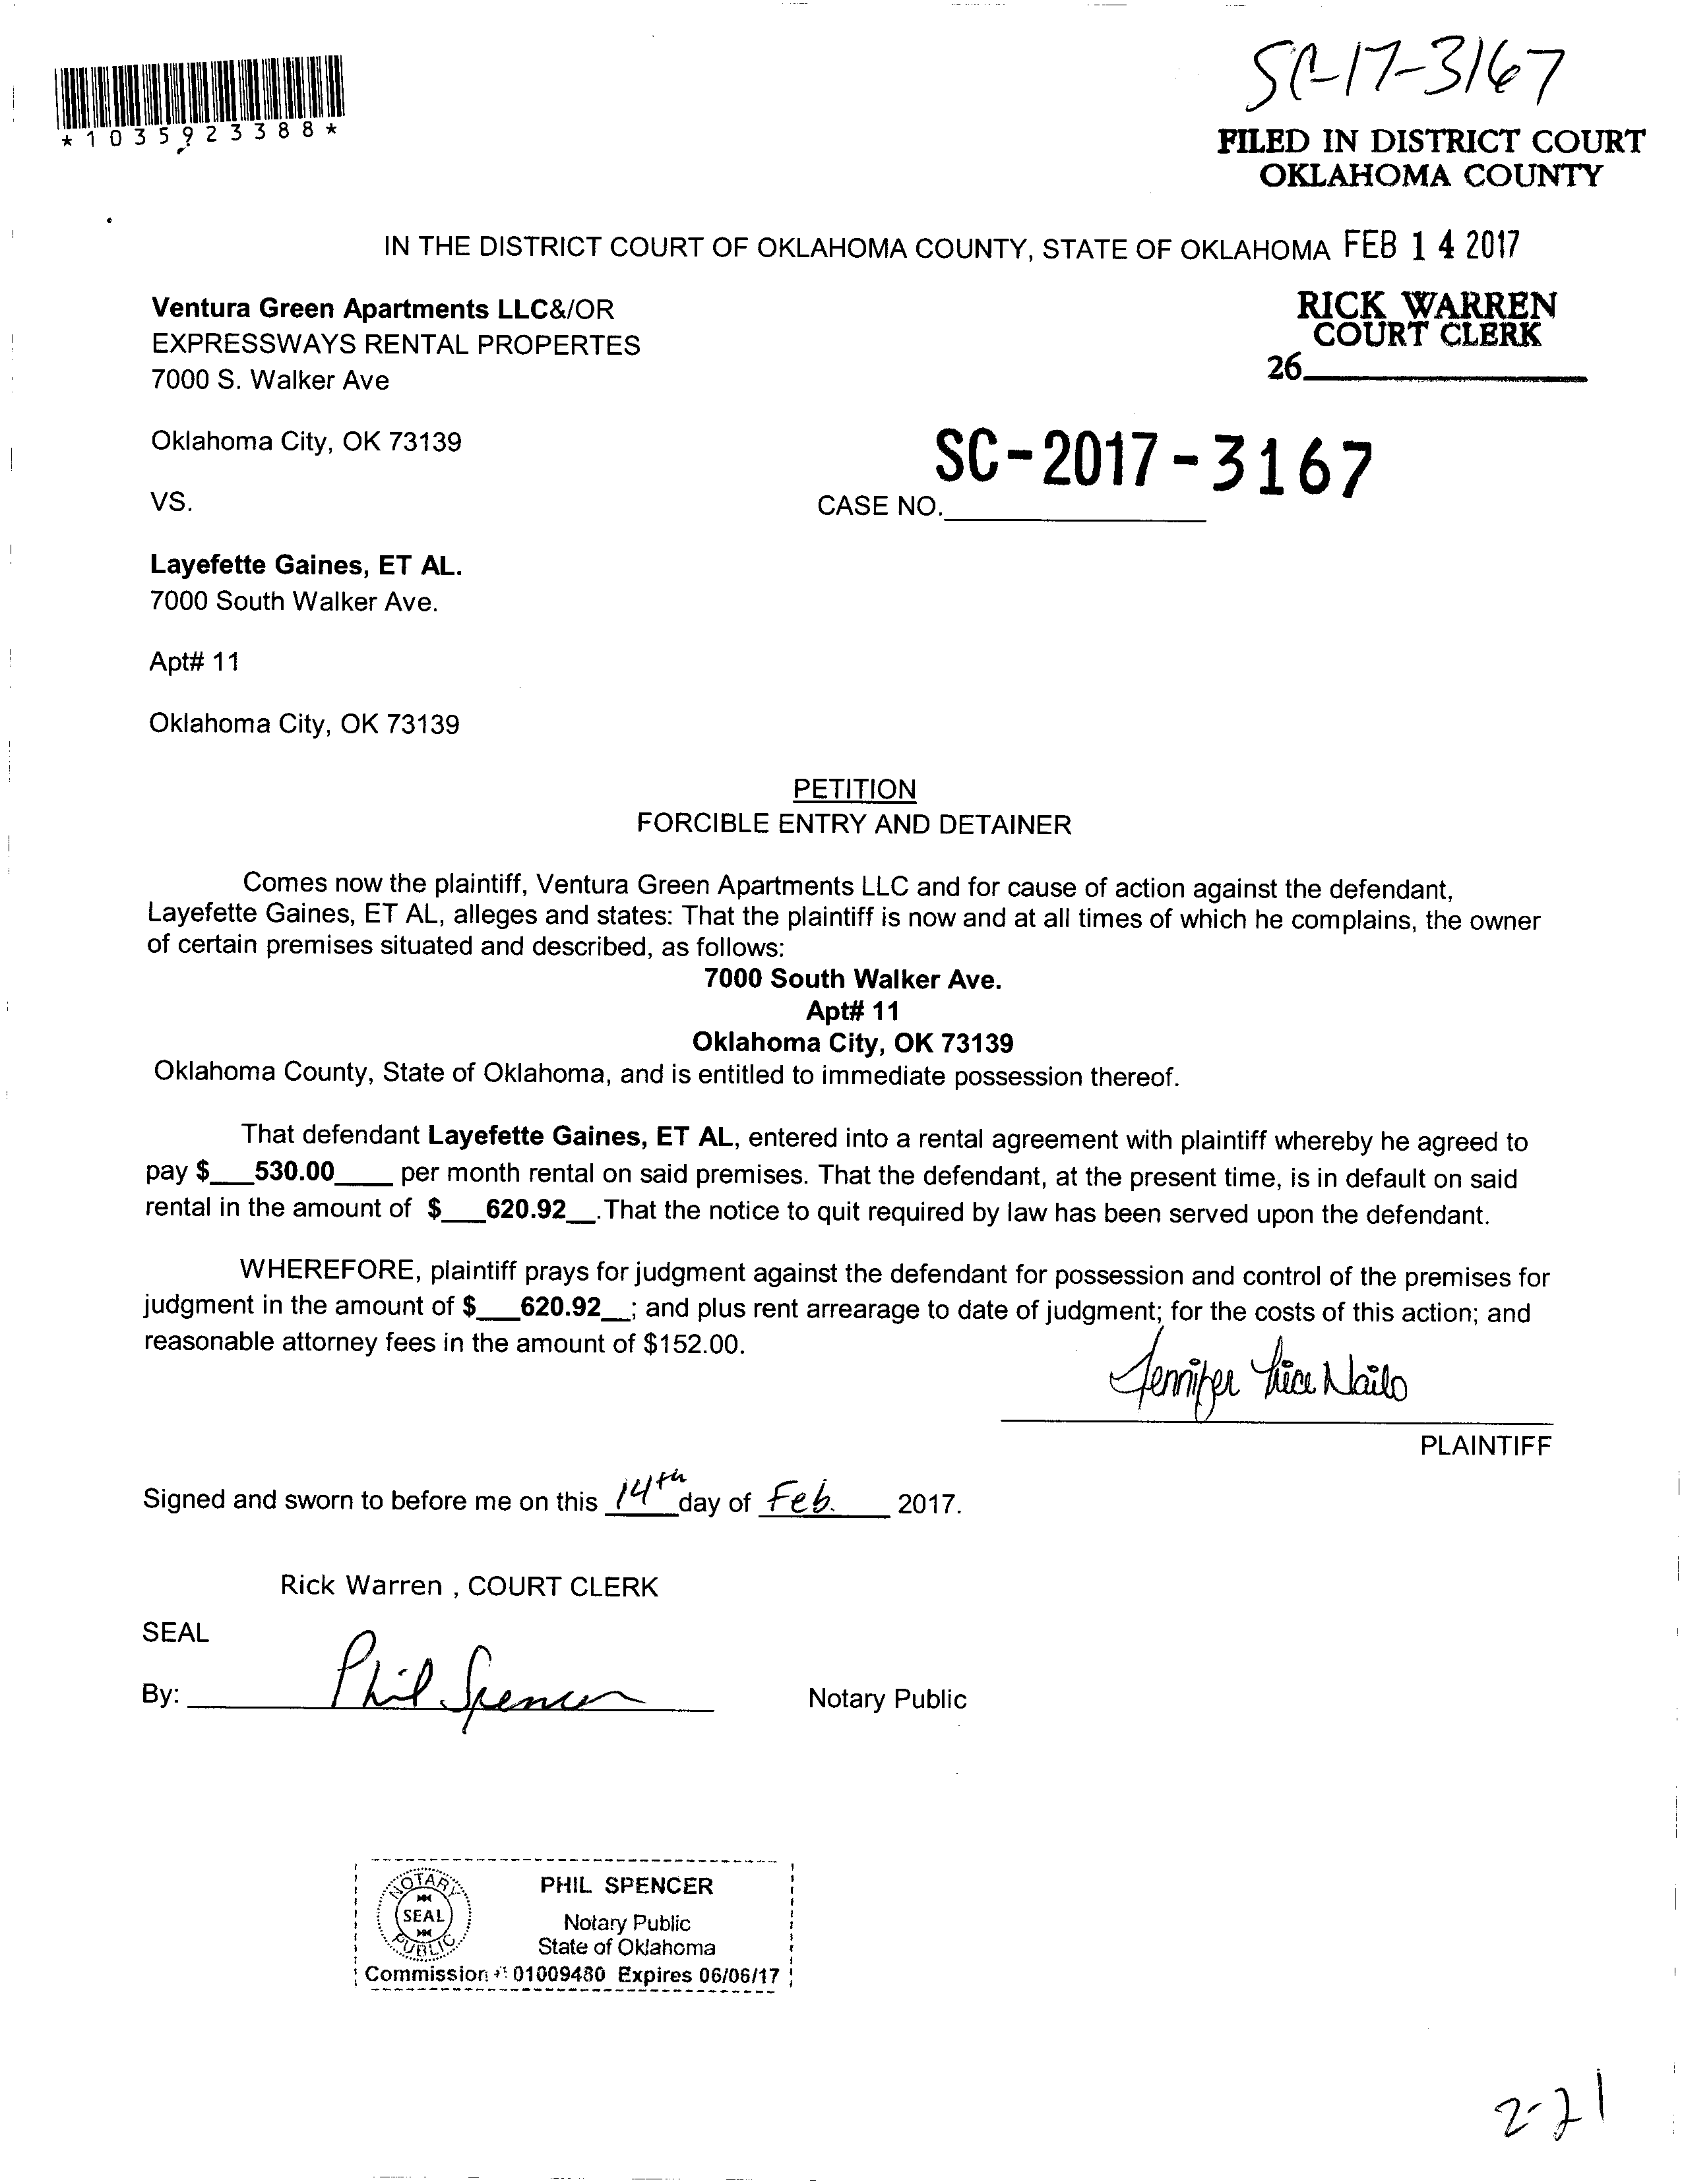 SC-17-3167
*1035923388*
FILED IN DISTRICT COURT
OKLAHOMA COUNTY
IN THE DISTRICT COURT OF OKLAHOMA COUNTY, STATE OF OKLAHOMA FEB 14 2017
Ventura Green Apartments LLC&/OR
EXPRESSWAYS RENTAL PROPERTES
7000 S. Walker Ave
RICK WARREN
COURT CLERK
26
Oklahoma City, OK 73139
SC-2017-3167
VS.
CASE NO.
Layefette Gaines, ET AL.
7000 South Walker Ave.
Apt# 11
Oklahoma City, OK 73139
PETITION
FORCIBLE ENTRY AND DETAINER
Comes now the plaintiff, Ventura Green Apartments LLC and for cause of action against the defendant,
Layefette Gaines, ET AL, alleges and states: That the plaintiff is now and at all times of which he complains, the owner
of certain premises situated and described, as follows:
7000 South Walker Ave.
Apt# 11
Oklahoma City, OK 73139
Oklahoma County, State of Oklahoma, and is entitled to immediate possession thereof.
That defendant Layefette Gaines, ET AL, entered into a rental agreement with plaintiff whereby he agreed to
pay $___530.00____ per month rental on said premises. That the defendant, at the present time, is in default on said
rental in the amount of $___620.92__.That the notice to quit required by law has been served upon the defendant.
WHEREFORE, plaintiff prays for judgment against the defendant for possession and control of the premises for
judgment in the amount of $___620.92__; and plus rent arrearage to date of judgment; for the costs of this action; and
reasonable attorney fees in the amount of $152.00.
Jennifer
PLAINTIFF
Signed and sworn to before me on this 14th day of Feb. 2017.
Rick Warren , COURT CLERK
SEAL
By: Phil Spencer Notary Public
NOTARY
SEAL
PUBLIC
PHIL SPENCER
Notary Public
State of Oklahoma
Commission # 01009480 Expires 06/06/17
2-21